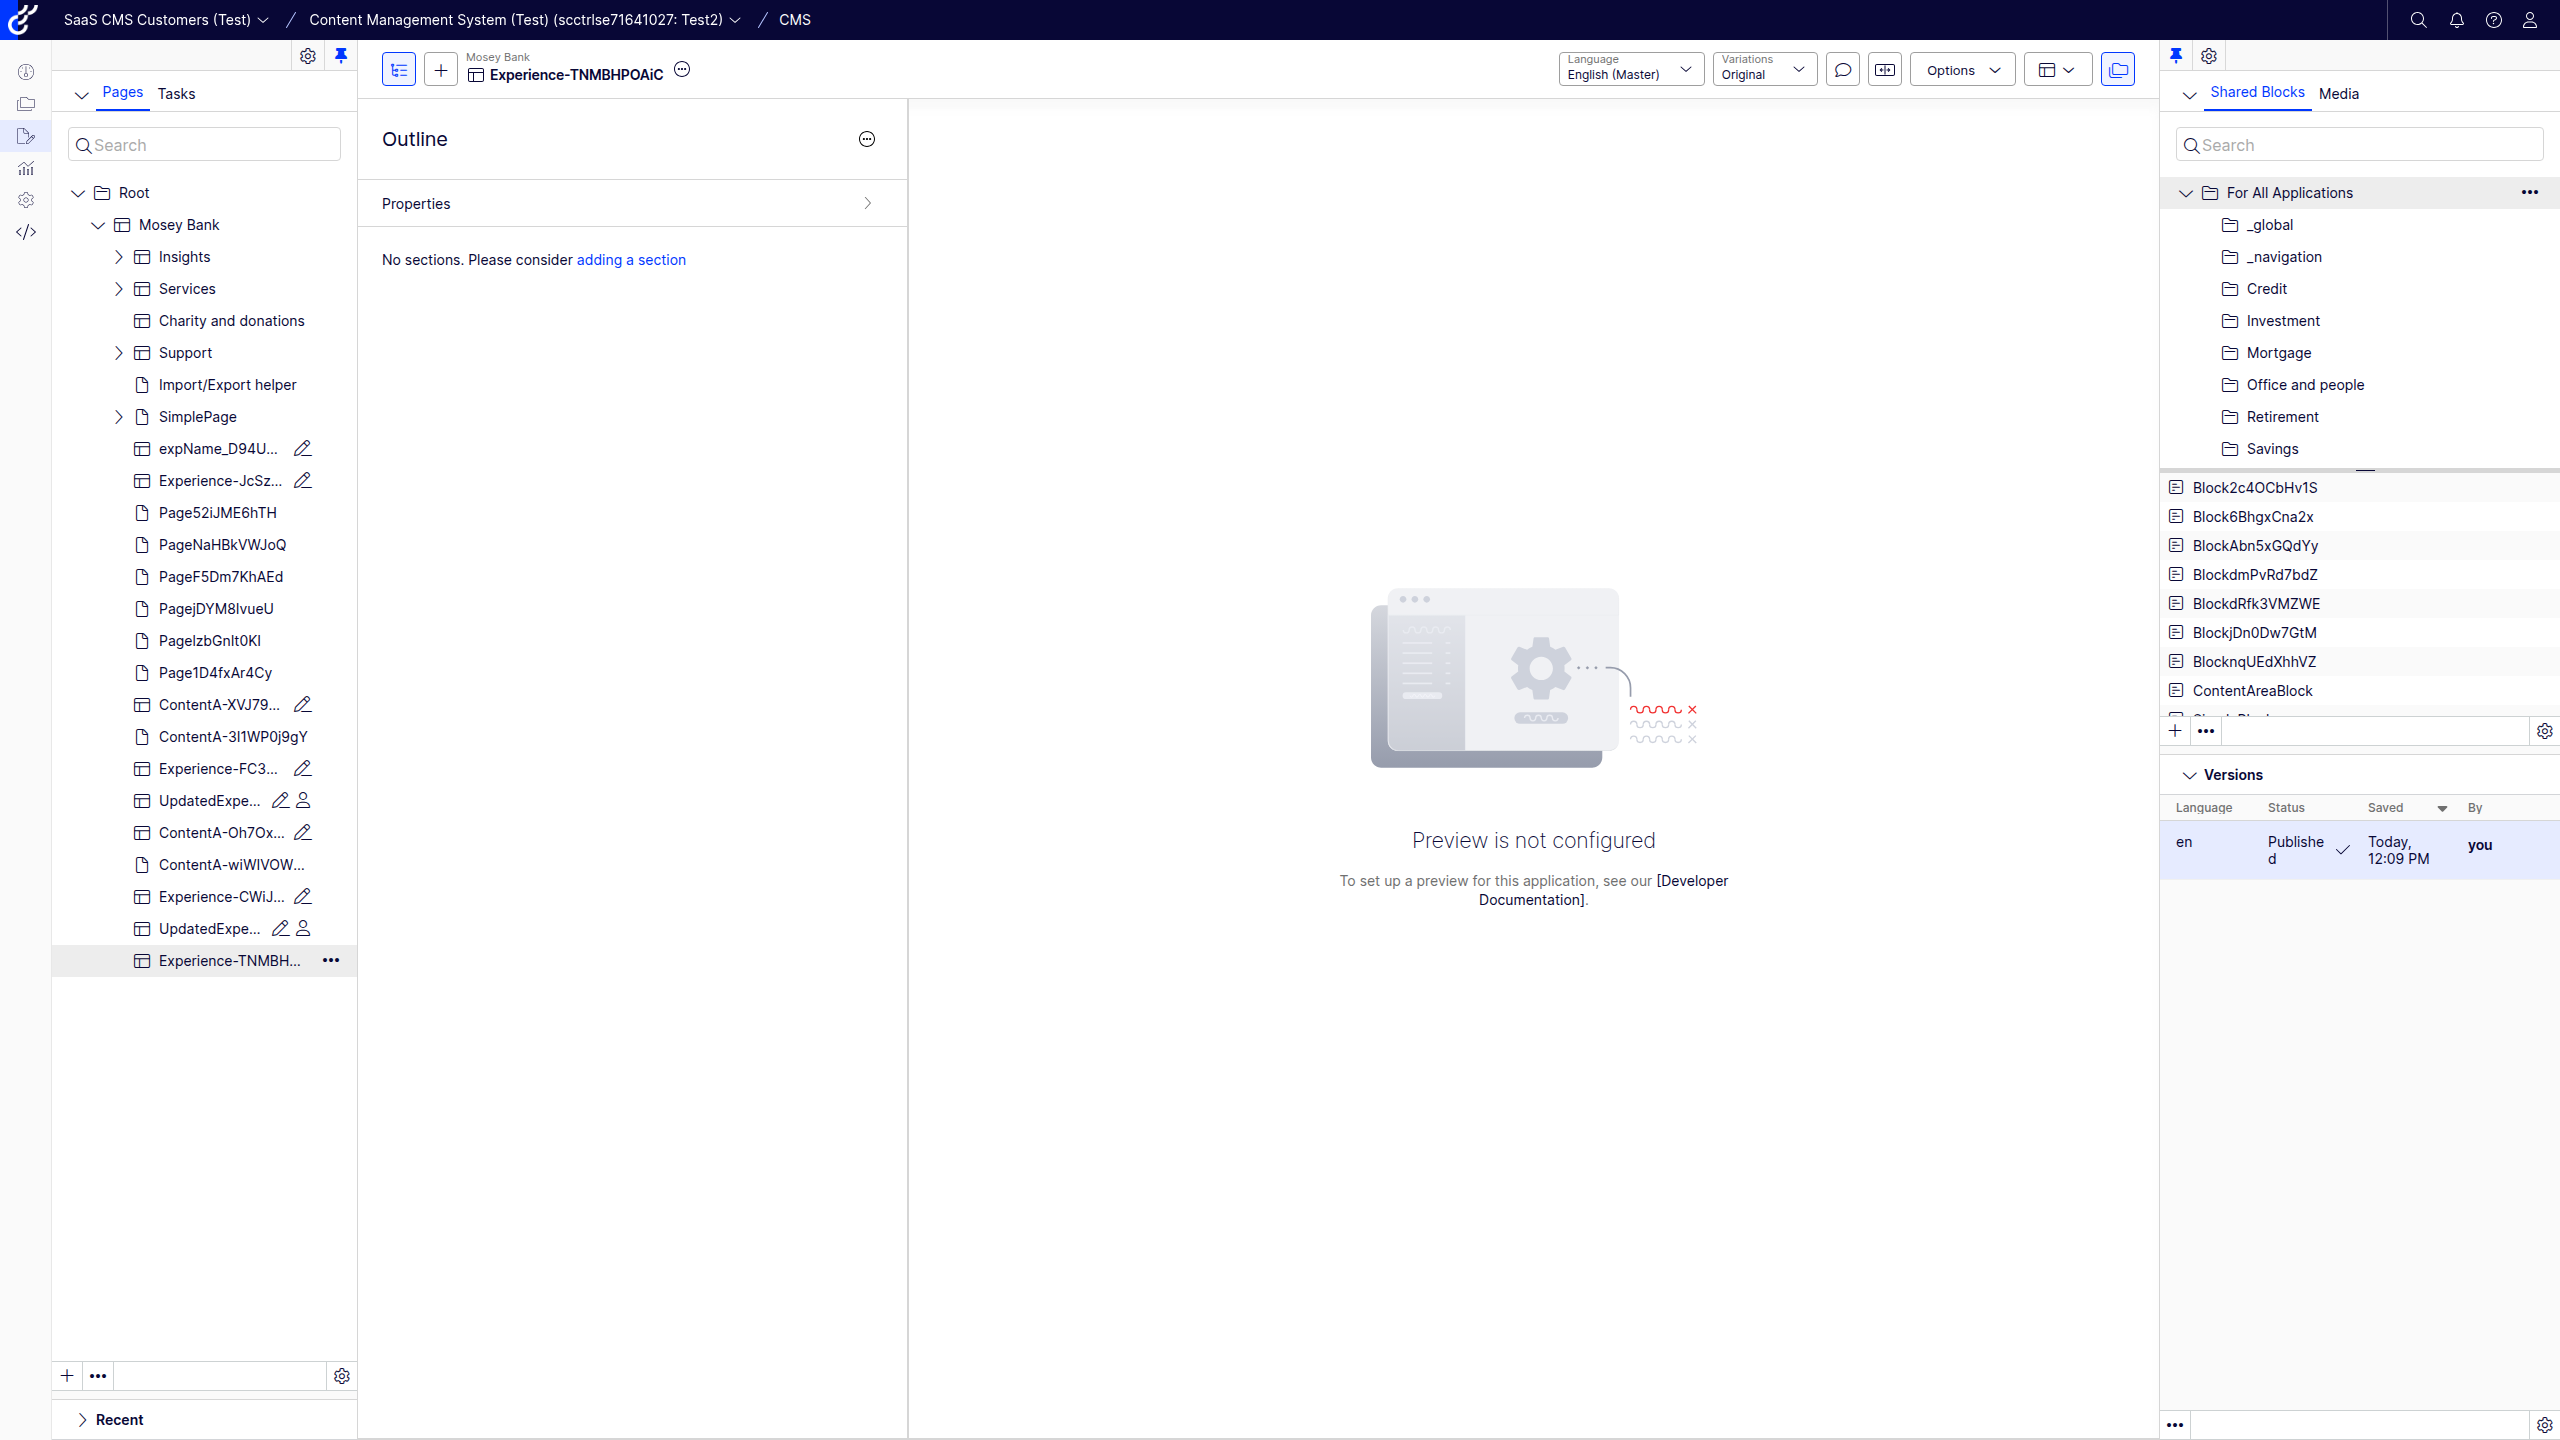 SaaS CMS Customers (Test) / Content Management System (Test) (scctrlse71641027: Test2) / CMS
Pages Tasks
Search
Root
Mosey Bank
Insights
Services
Charity and donations
Support
Import/Export helper
SimplePage
expName_D94U...
Experience-JcSz...
Page52iJME6hTH
PageNaHBkVWJoQ
PageF5Dm7KhAEd
PagejDYM8IvueU
PageIzbGnIt0KI
Page1D4fxAr4Cy
ContentA-XVJ79...
ContentA-3I1WP0j9gY
Experience-FC3...
UpdatedExpe...
ContentA-Oh7Ox...
ContentA-wiWIVOW...
Experience-CWiJ...
UpdatedExpe...
Experience-TNMBH...
Recent
Mosey Bank
Experience-TNMBHPOAiC
Language
English (Master)
Variations
Original
Options
Outline
Properties
No sections. Please consider adding a section
Preview is not configured
To set up a preview for this application, see our [Developer
Documentation].
Shared Blocks Media
Search
For All Applications
_global
_navigation
Credit
Investment
Mortgage
Office and people
Retirement
Savings
Block2c4OCbHv1S
Block6BhgxCna2x
BlockAbn5xGQdYy
BlockdmPvRd7bdZ
BlockdRfk3VMZWE
BlockjDn0Dw7GtM
BlocknqUEdXhhVZ
ContentAreaBlock
Versions
Language Status Saved By
en Publishe Today, you
d 12:09 PM